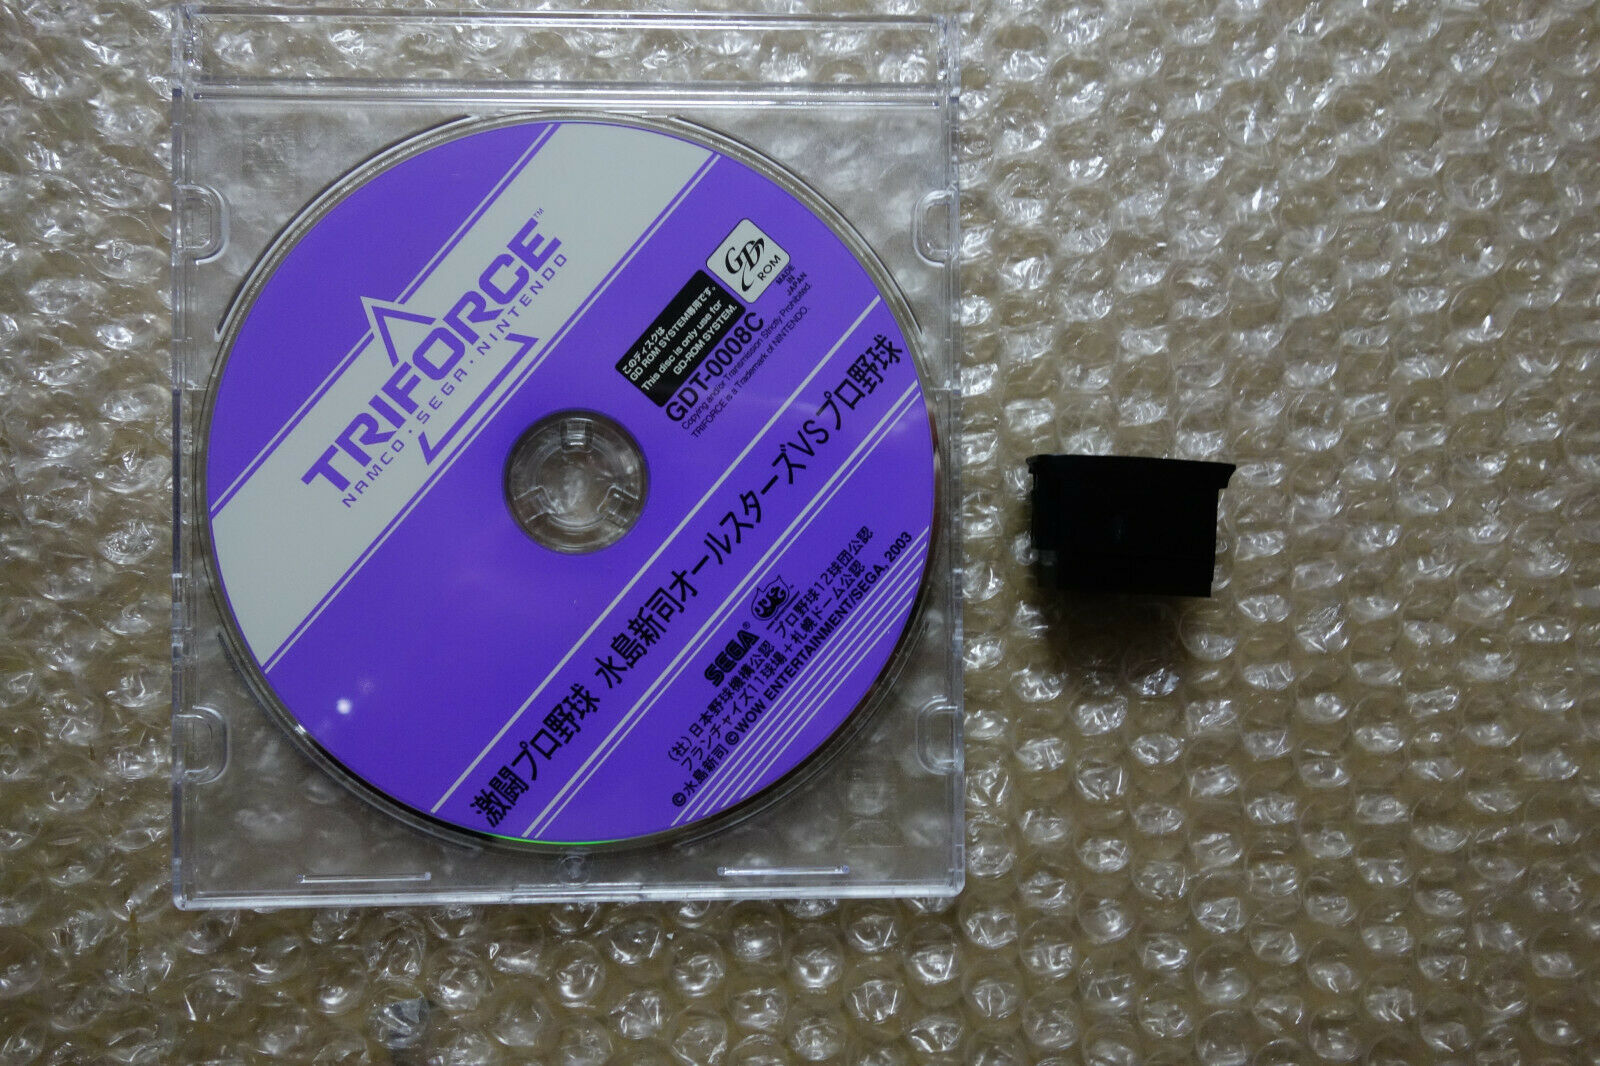 TRIFORCE™
NAMCO・SEGA・NINTENDO
GD
ROM
MADE
IN
JAPAN
このディスクは
GD ROM SYSTEM専用です。
This disc is only use for
GD-ROM SYSTEM.
GDT-0008C
Copying and/or Transmission Strictly Prohibited.
TRIFORCE is a Trademark of NINTENDO.
激闘プロ野球 水島新司オールスターズVSプロ野球
SEGA®
(社)日本野球機構公認 プロ野球12球団公認
フランチャイズ11球場+札幌ドーム公認
©水島新司 ©WOW ENTERTAINMENT/SEGA, 2003